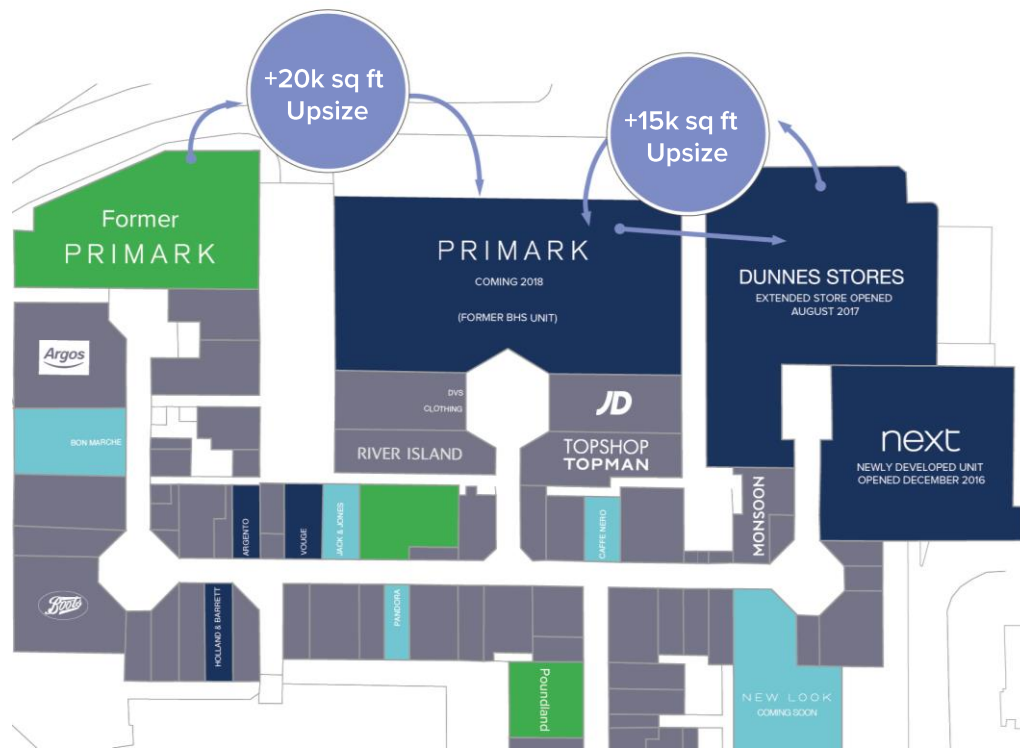 +20k sq ft
Upsize
+15k sq ft
Upsize
Former
PRIMARK
PRIMARK
COMING 2018
(FORMER BHS UNIT)
DUNNES STORES
EXTENDED STORE OPENED
AUGUST 2017
Argos
DVS
CLOTHING
JD
next
NEWLY DEVELOPED UNIT
OPENED DECEMBER 2016
BON MARCHE
RIVER ISLAND
TOPSHOP
TOPMAN
MONSOON
ARGENTO
VOUGE
JACK & JONES
CAFFE NERO
Boots
HOLLAND & BARRETT
PANDORA
Poundland
NEW LOOK
COMING SOON